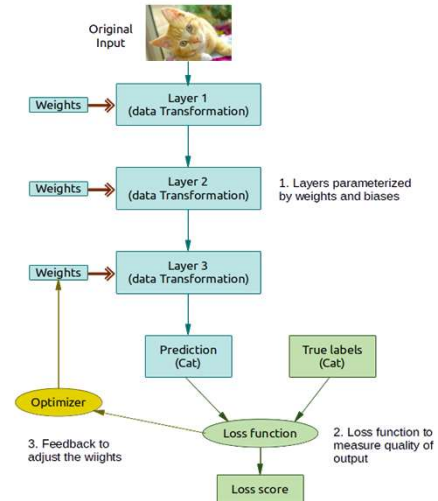 Original
Input
Weights
Layer 1
(data Transformation)
Weights
Layer 2
(data Transformation)
1. Layers parameterized
by weights and biases
Weights
Layer 3
(data Transformation)
Prediction
(Cat)
True labels
(Cat)
Optimizer
Loss function
2. Loss function to
measure quality of
output
3. Feedback to
adjust the wiights
Loss score